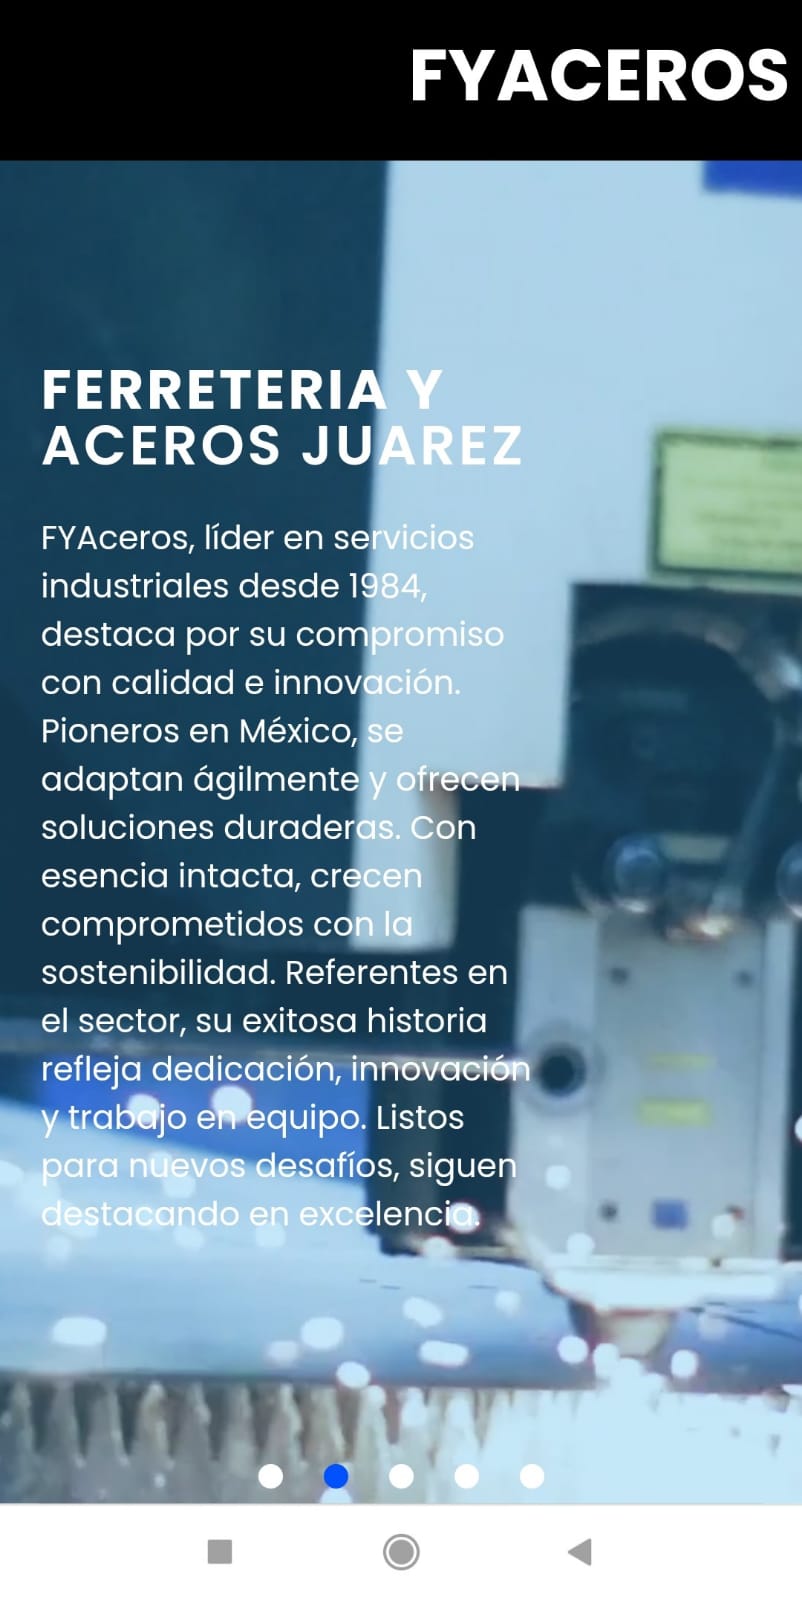 FYACEROS
FERRETERIA Y
ACEROS JUAREZ
FYAceros, líder en servicios
industriales desde 1984,
destaca por su compromiso
con calidad e innovación.
Pioneros en México, se
adaptan ágilmente y ofrecen
soluciones duraderas. Con
esencia intacta, crecen
comprometidos con la
sostenibilidad. Referentes en
el sector, su exitosa historia
refleja dedicación, innovación
y trabajo en equipo. Listos
para nuevos desafíos, siguen
destacando en excelencia.